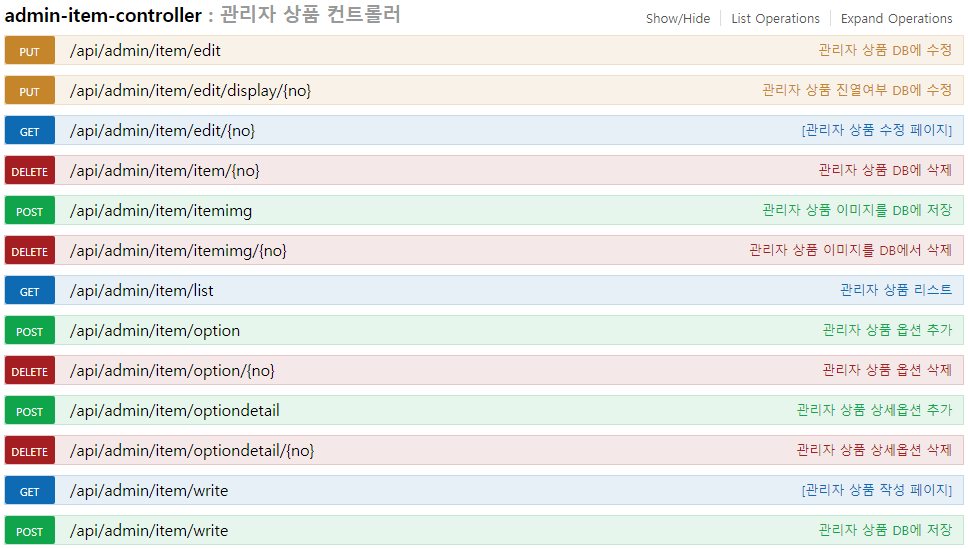 admin-item-controller : 관리자 상품 컨트롤러
Show/Hide List Operations Expand Operations
PUT /api/admin/item/edit 관리자 상품 DB에 수정
PUT /api/admin/item/edit/display/{no} 관리자 상품 진열여부 DB에 수정
GET /api/admin/item/edit/{no} [관리자 상품 수정 페이지]
DELETE /api/admin/item/item/{no} 관리자 상품 DB에 삭제
POST /api/admin/item/itemimg 관리자 상품 이미지를 DB에 저장
DELETE /api/admin/item/itemimg/{no} 관리자 상품 이미지를 DB에서 삭제
GET /api/admin/item/list 관리자 상품 리스트
POST /api/admin/item/option 관리자 상품 옵션 추가
DELETE /api/admin/item/option/{no} 관리자 상품 옵션 삭제
POST /api/admin/item/optiondetail 관리자 상품 상세옵션 추가
DELETE /api/admin/item/optiondetail/{no} 관리자 상품 상세옵션 삭제
GET /api/admin/item/write [관리자 상품 작성 페이지]
POST /api/admin/item/write 관리자 상품 DB에 저장